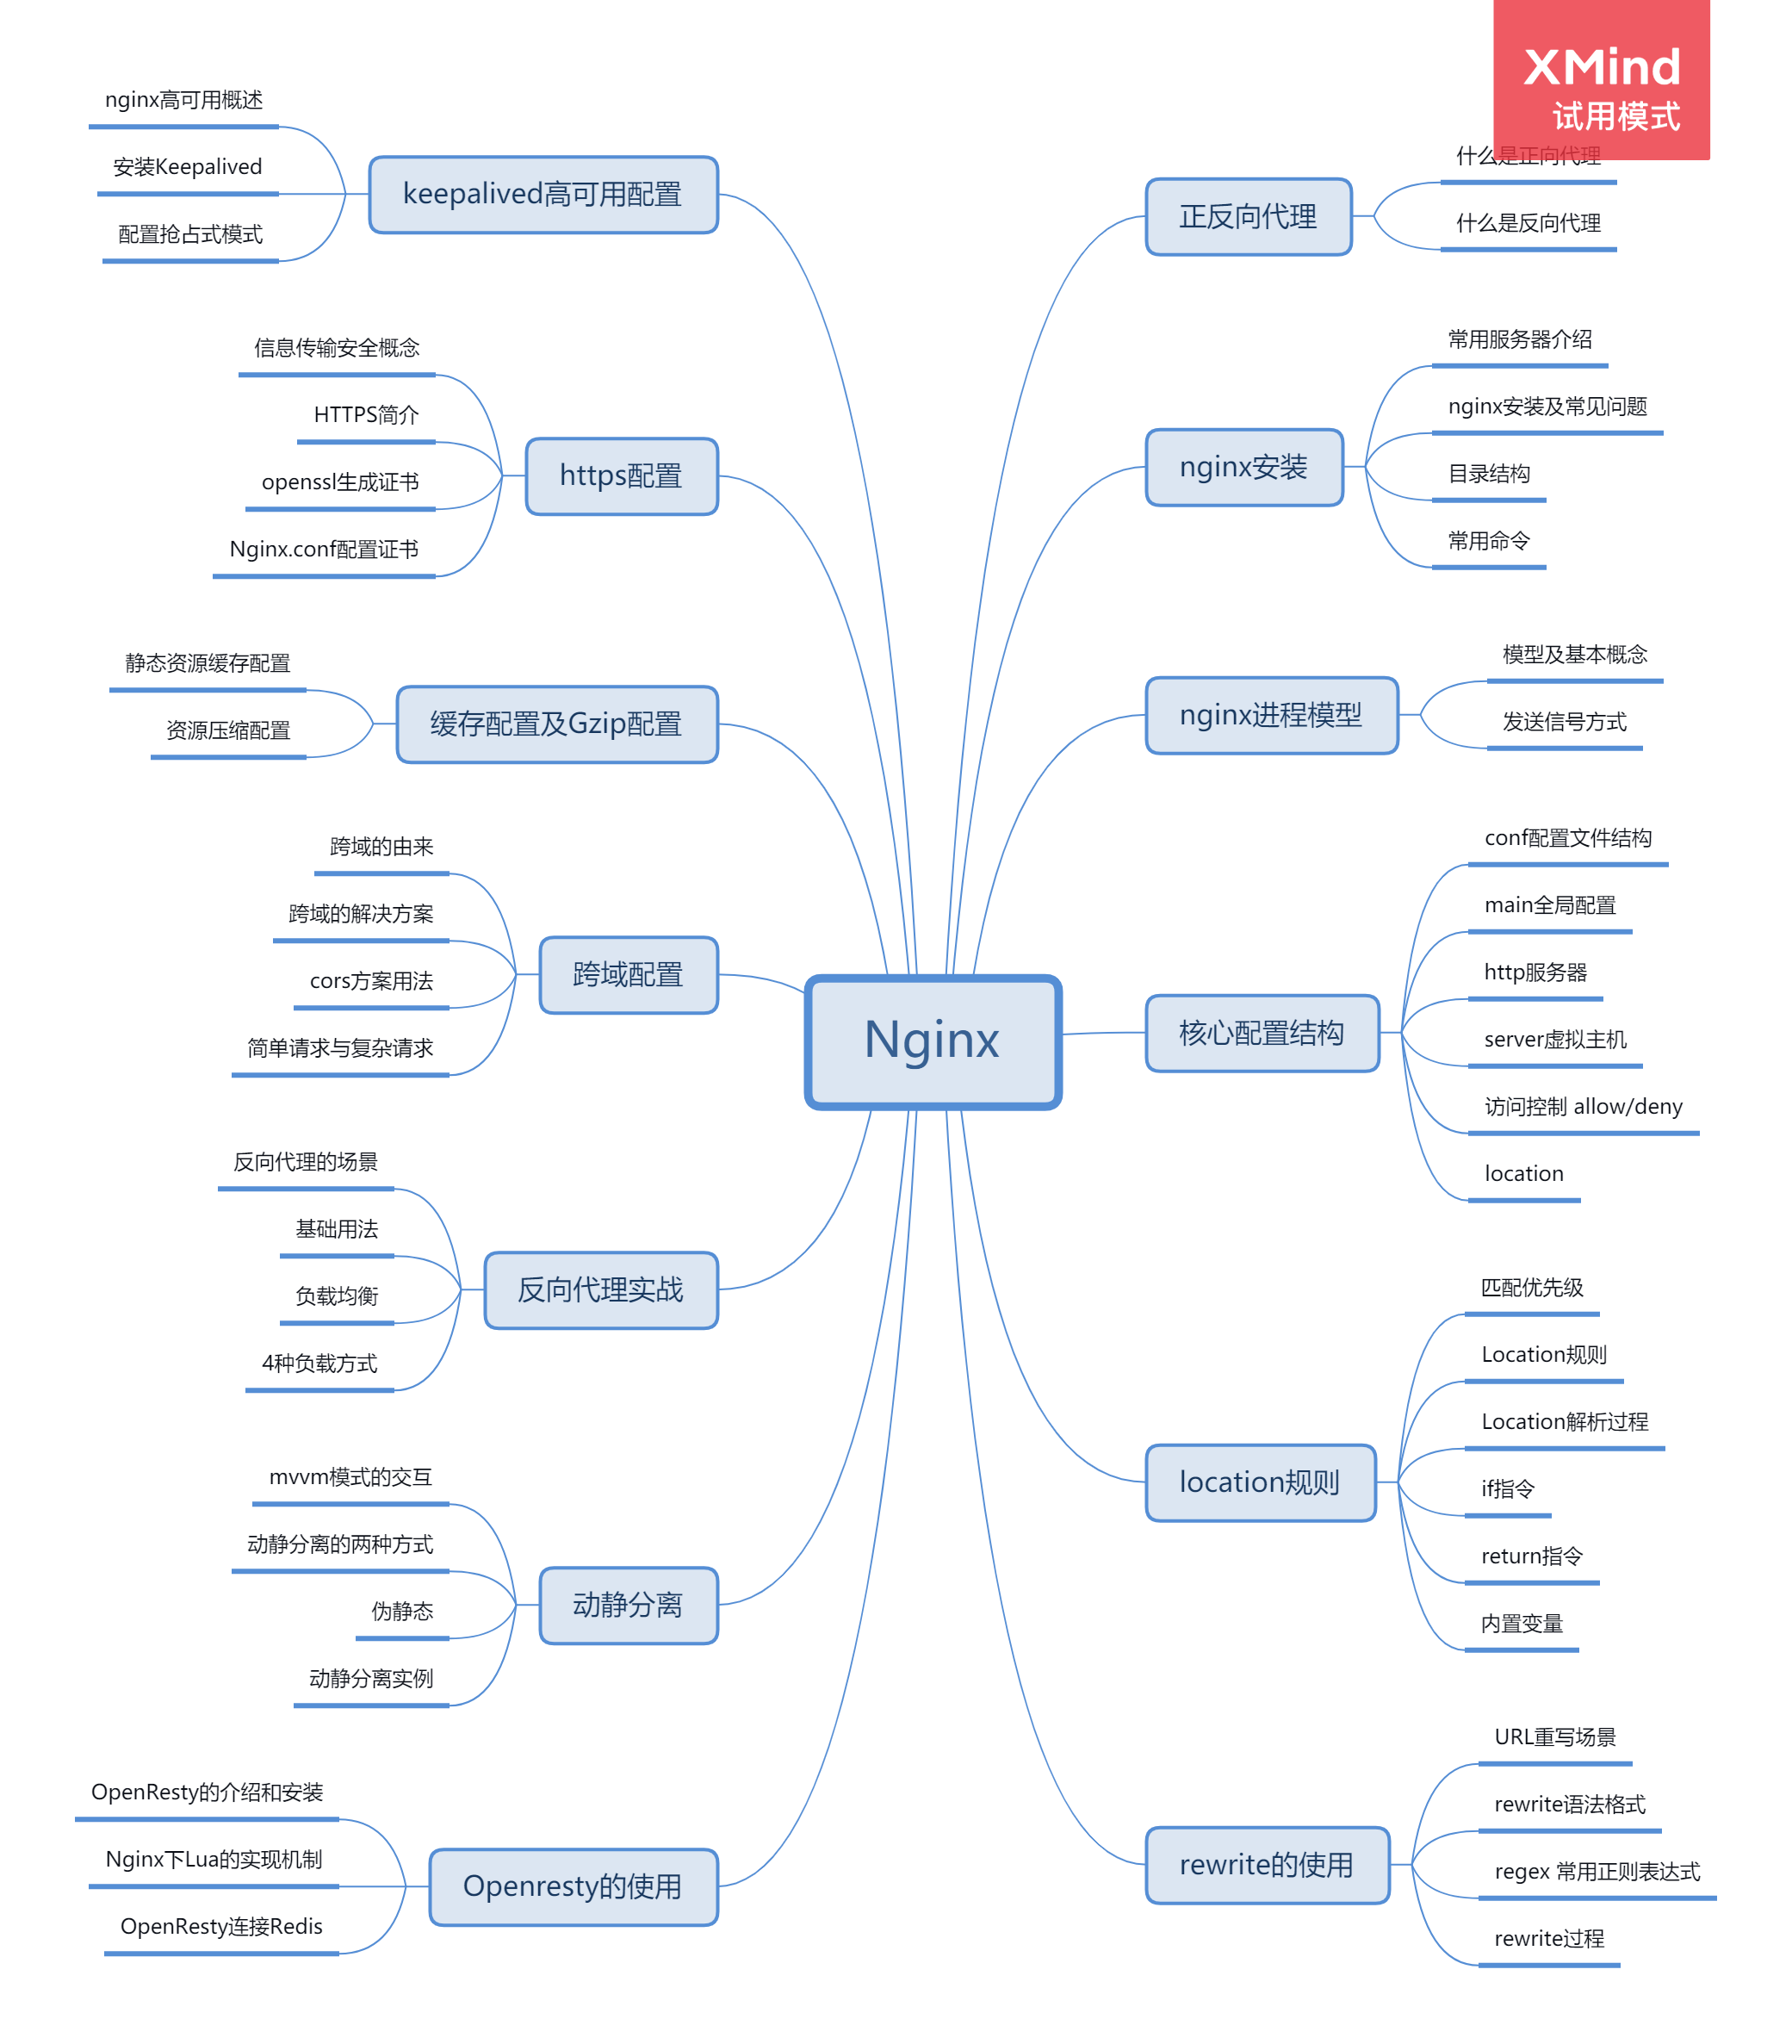 XMind
试用模式
Nginx
正反向代理
什么是正向代理
什么是反向代理
nginx安装
常用服务器介绍
nginx安装及常见问题
目录结构
常用命令
nginx进程模型
模型及基本概念
发送信号方式
核心配置结构
conf配置文件结构
main全局配置
http服务器
server虚拟主机
访问控制 allow/deny
location
location规则
匹配优先级
Location规则
Location解析过程
if指令
return指令
内置变量
rewrite的使用
URL重写场景
rewrite语法格式
regex 常用正则表达式
rewrite过程
keepalived高可用配置
nginx高可用概述
安装Keepalived
配置抢占式模式
https配置
信息传输安全概念
HTTPS简介
openssl生成证书
Nginx.conf配置证书
缓存配置及Gzip配置
静态资源缓存配置
资源压缩配置
跨域配置
跨域的由来
跨域的解决方案
cors方案用法
简单请求与复杂请求
反向代理实战
反向代理的场景
基础用法
负载均衡
4种负载方式
动静分离
mvvm模式的交互
动静分离的两种方式
伪静态
动静分离实例
Openresty的使用
OpenResty的介绍和安装
Nginx下Lua的实现机制
OpenResty连接Redis